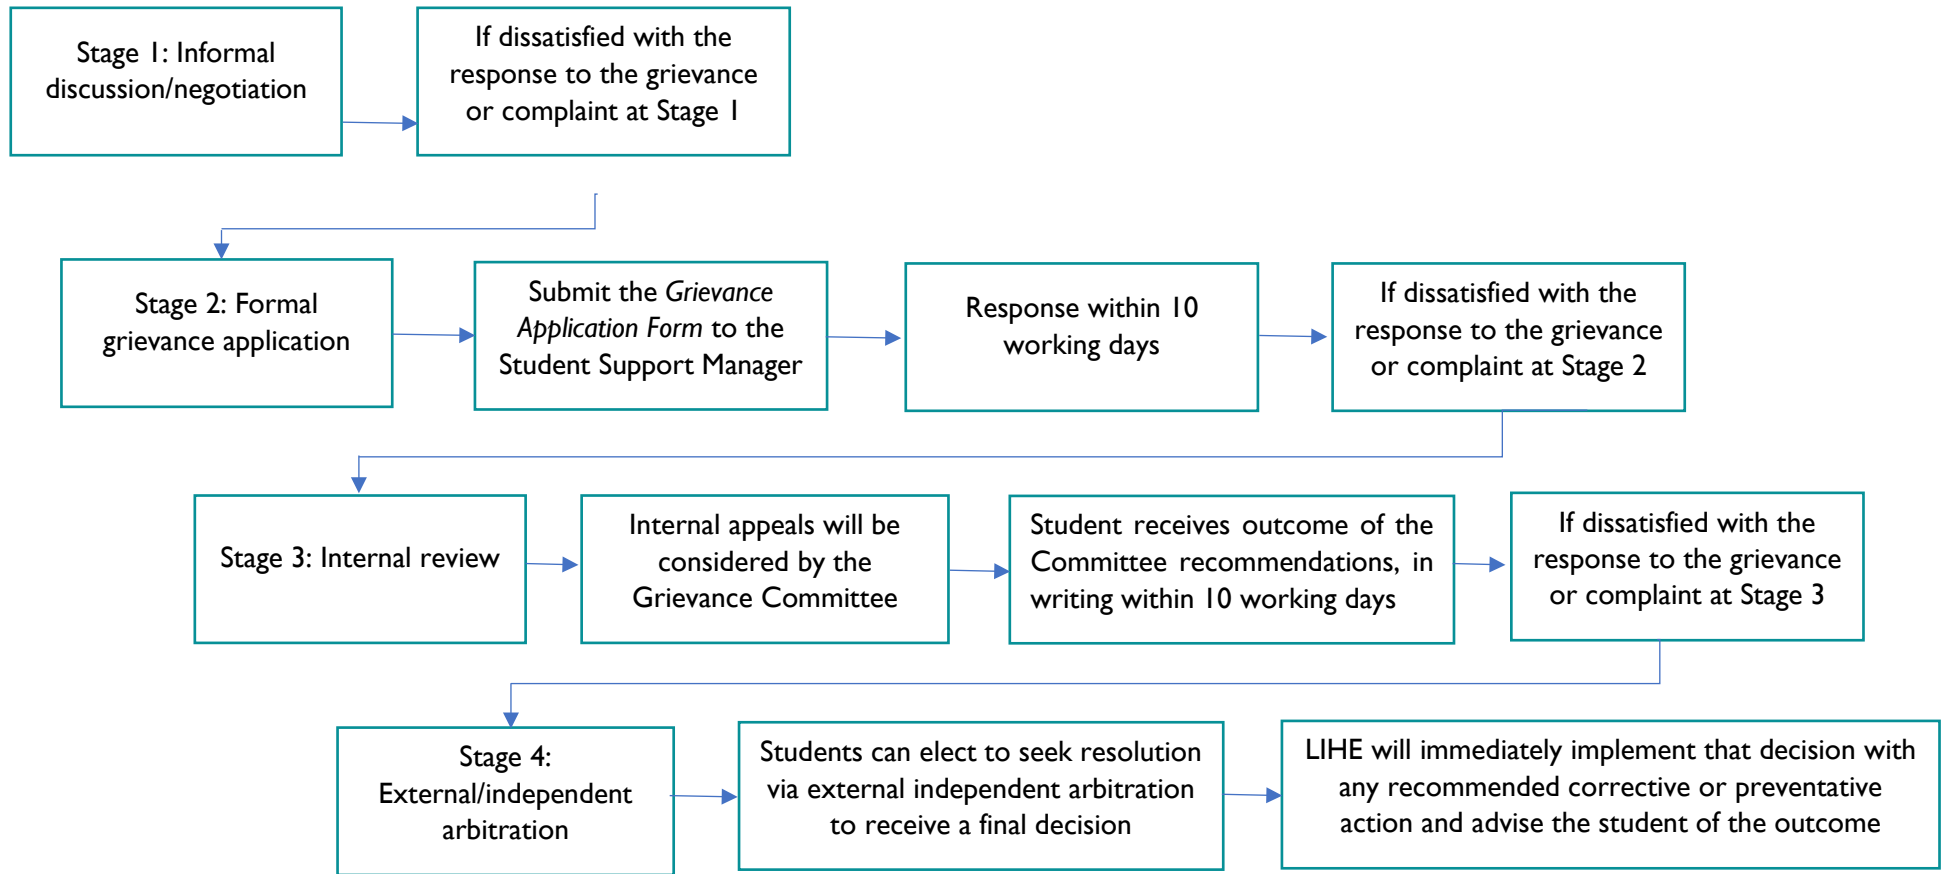 Stage 1: Informal
discussion/negotiation
If dissatisfied with the
response to the grievance
or complaint at Stage 1
Stage 2: Formal
grievance application
Submit the Grievance
Application Form to the
Student Support Manager
Response within 10
working days
If dissatisfied with the
response to the grievance
or complaint at Stage 2
Stage 3: Internal review
Internal appeals will be
considered by the
Grievance Committee
Student receives outcome of the
Committee recommendations, in
writing within 10 working days
If dissatisfied with the
response to the grievance
or complaint at Stage 3
Stage 4:
External/independent
arbitration
Students can elect to seek resolution
via external independent arbitration
to receive a final decision
LIHE will immediately implement that decision with
any recommended corrective or preventative
action and advise the student of the outcome